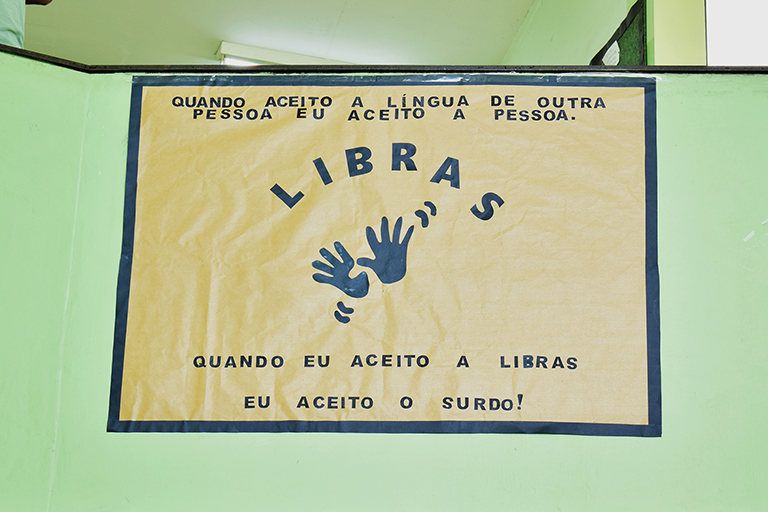 QUANDO ACEITO A LÍNGUA DE OUTRA
PESSOA EU ACEITO A PESSOA.
LIBRAS
QUANDO EU ACEITO A LIBRAS
EU ACEITO O SURDO!